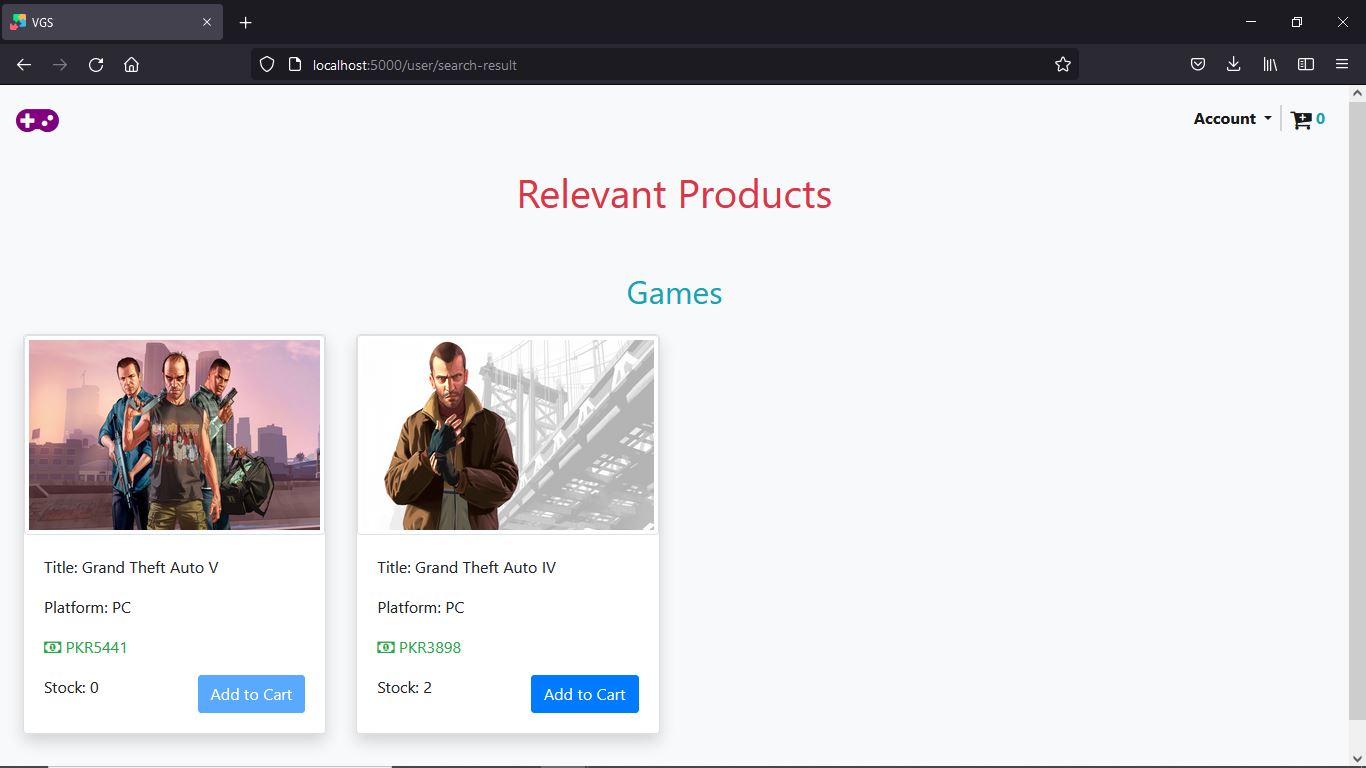 VGS
localhost:5000/user/search-result
Account
0
Relevant Products
Games
Title: Grand Theft Auto V
Platform: PC
PKR5441
Stock: 0
Add to Cart
Title: Grand Theft Auto IV
Platform: PC
PKR3898
Stock: 2
Add to Cart